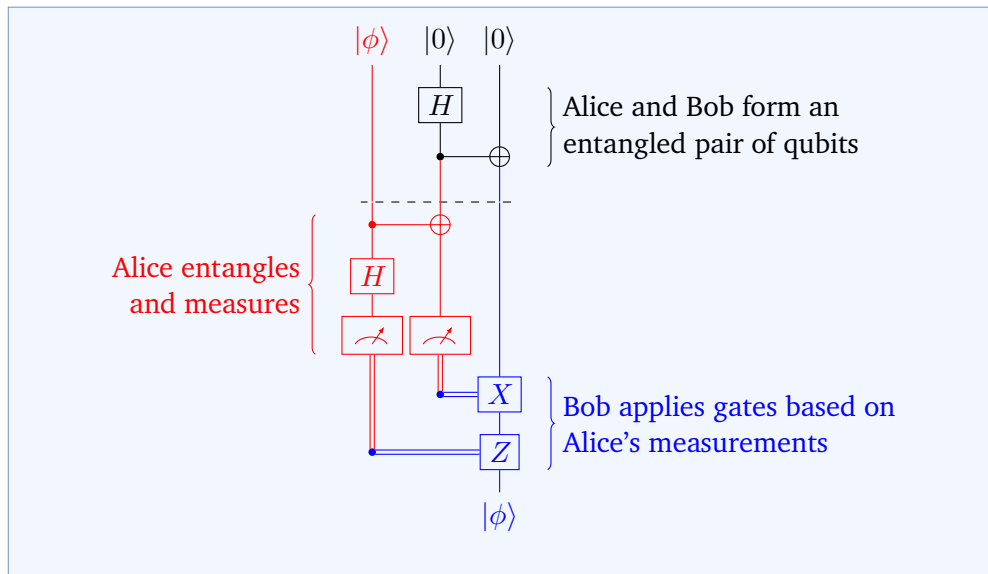 |ϕ⟩ |0⟩ |0⟩
H
Alice and Bob form an
entangled pair of qubits
Alice entangles
and measures
H
X
Z
Bob applies gates based on
Alice’s measurements
|ϕ⟩